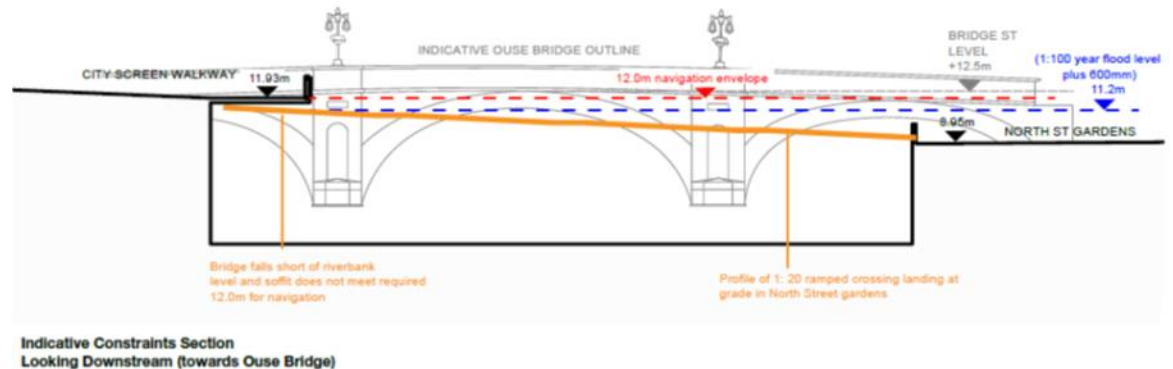 INDICATIVE OUSE BRIDGE OUTLINE
BRIDGE ST
LEVEL
+12.5m
(1:100 year flood level
plus 600mm)
11.2m
CITY SCREEN WALKWAY
11.93m
12.0m navigation envelope
8.95m
NORTH ST GARDENS
Bridge falls short of riverbank
level and soffit does not meet required
12.0m for navigation
Profile of 1: 20 ramped crossing landing at
grade in North Street gardens
Indicative Constraints Section
Looking Downstream (towards Ouse Bridge)